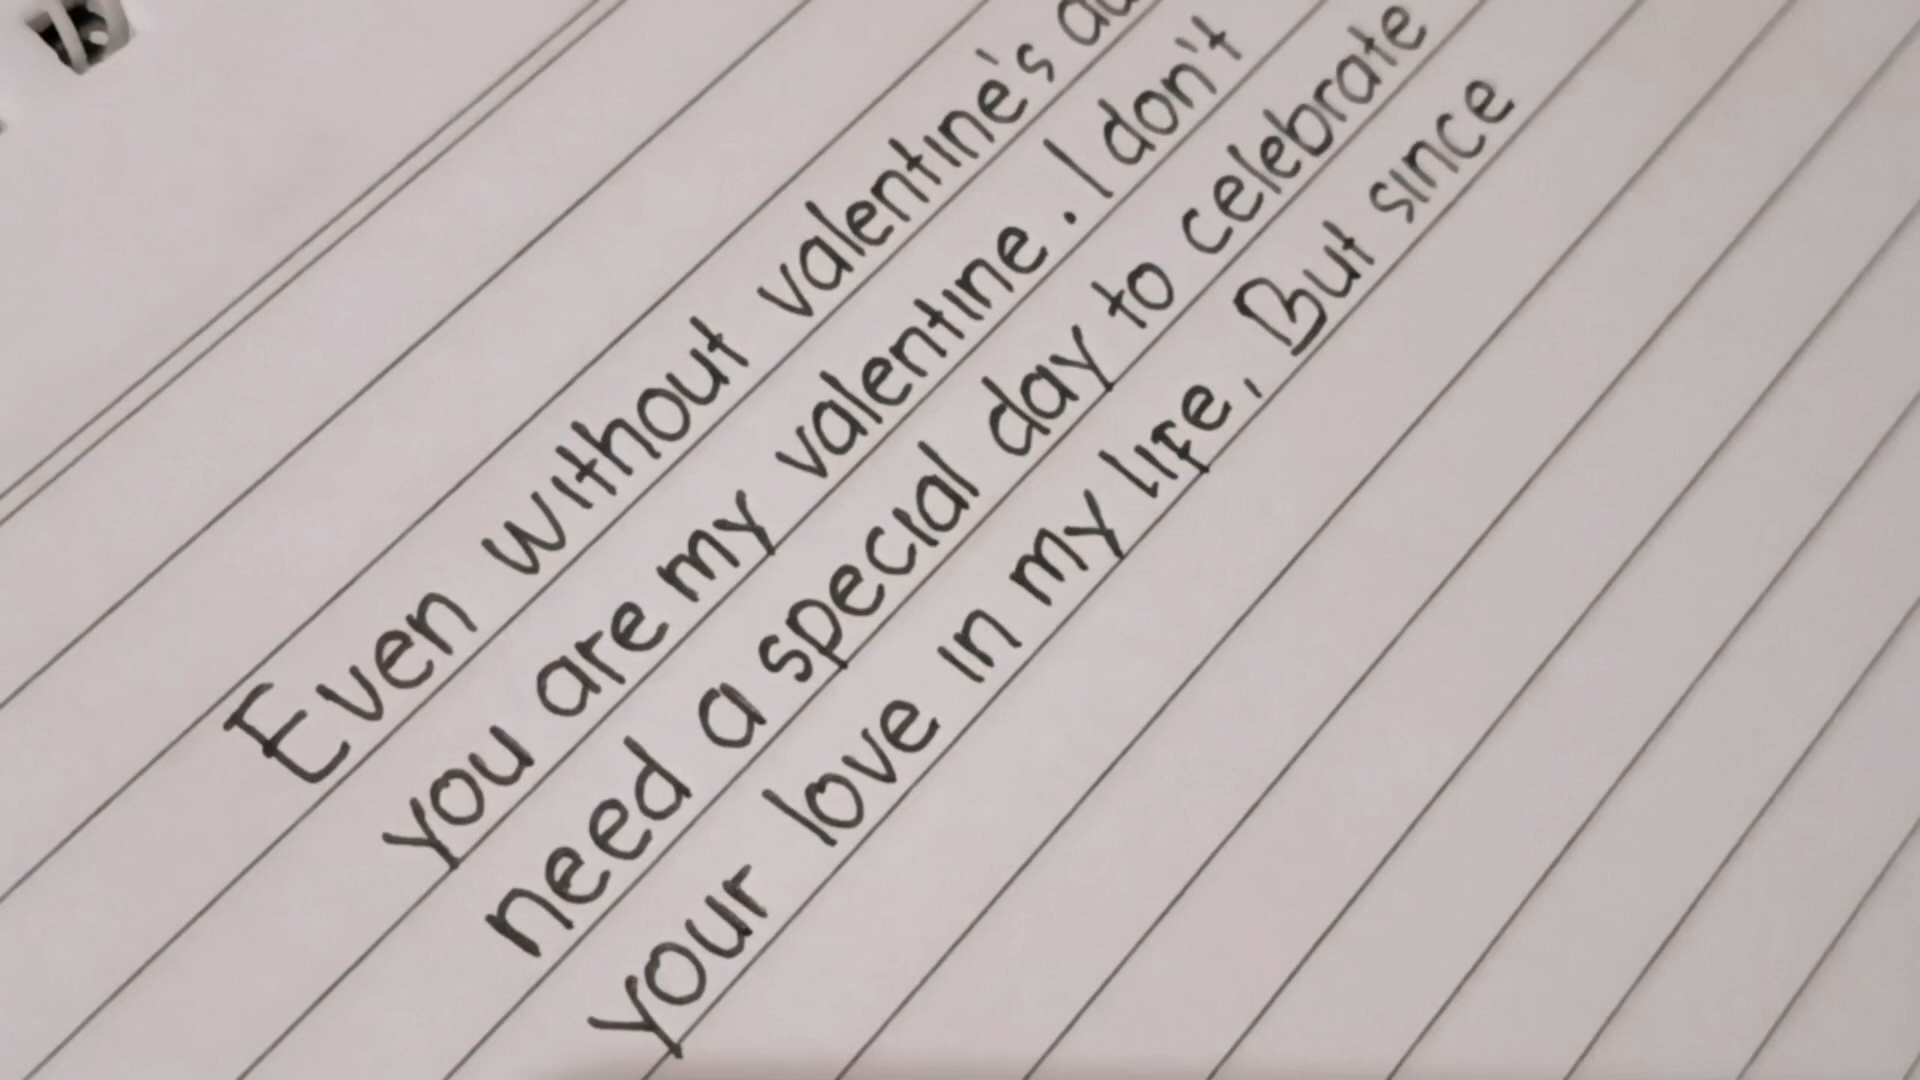 Even without valentine's
you are my valentine. I don't
need a special day to celebrate
your love in my life. But since